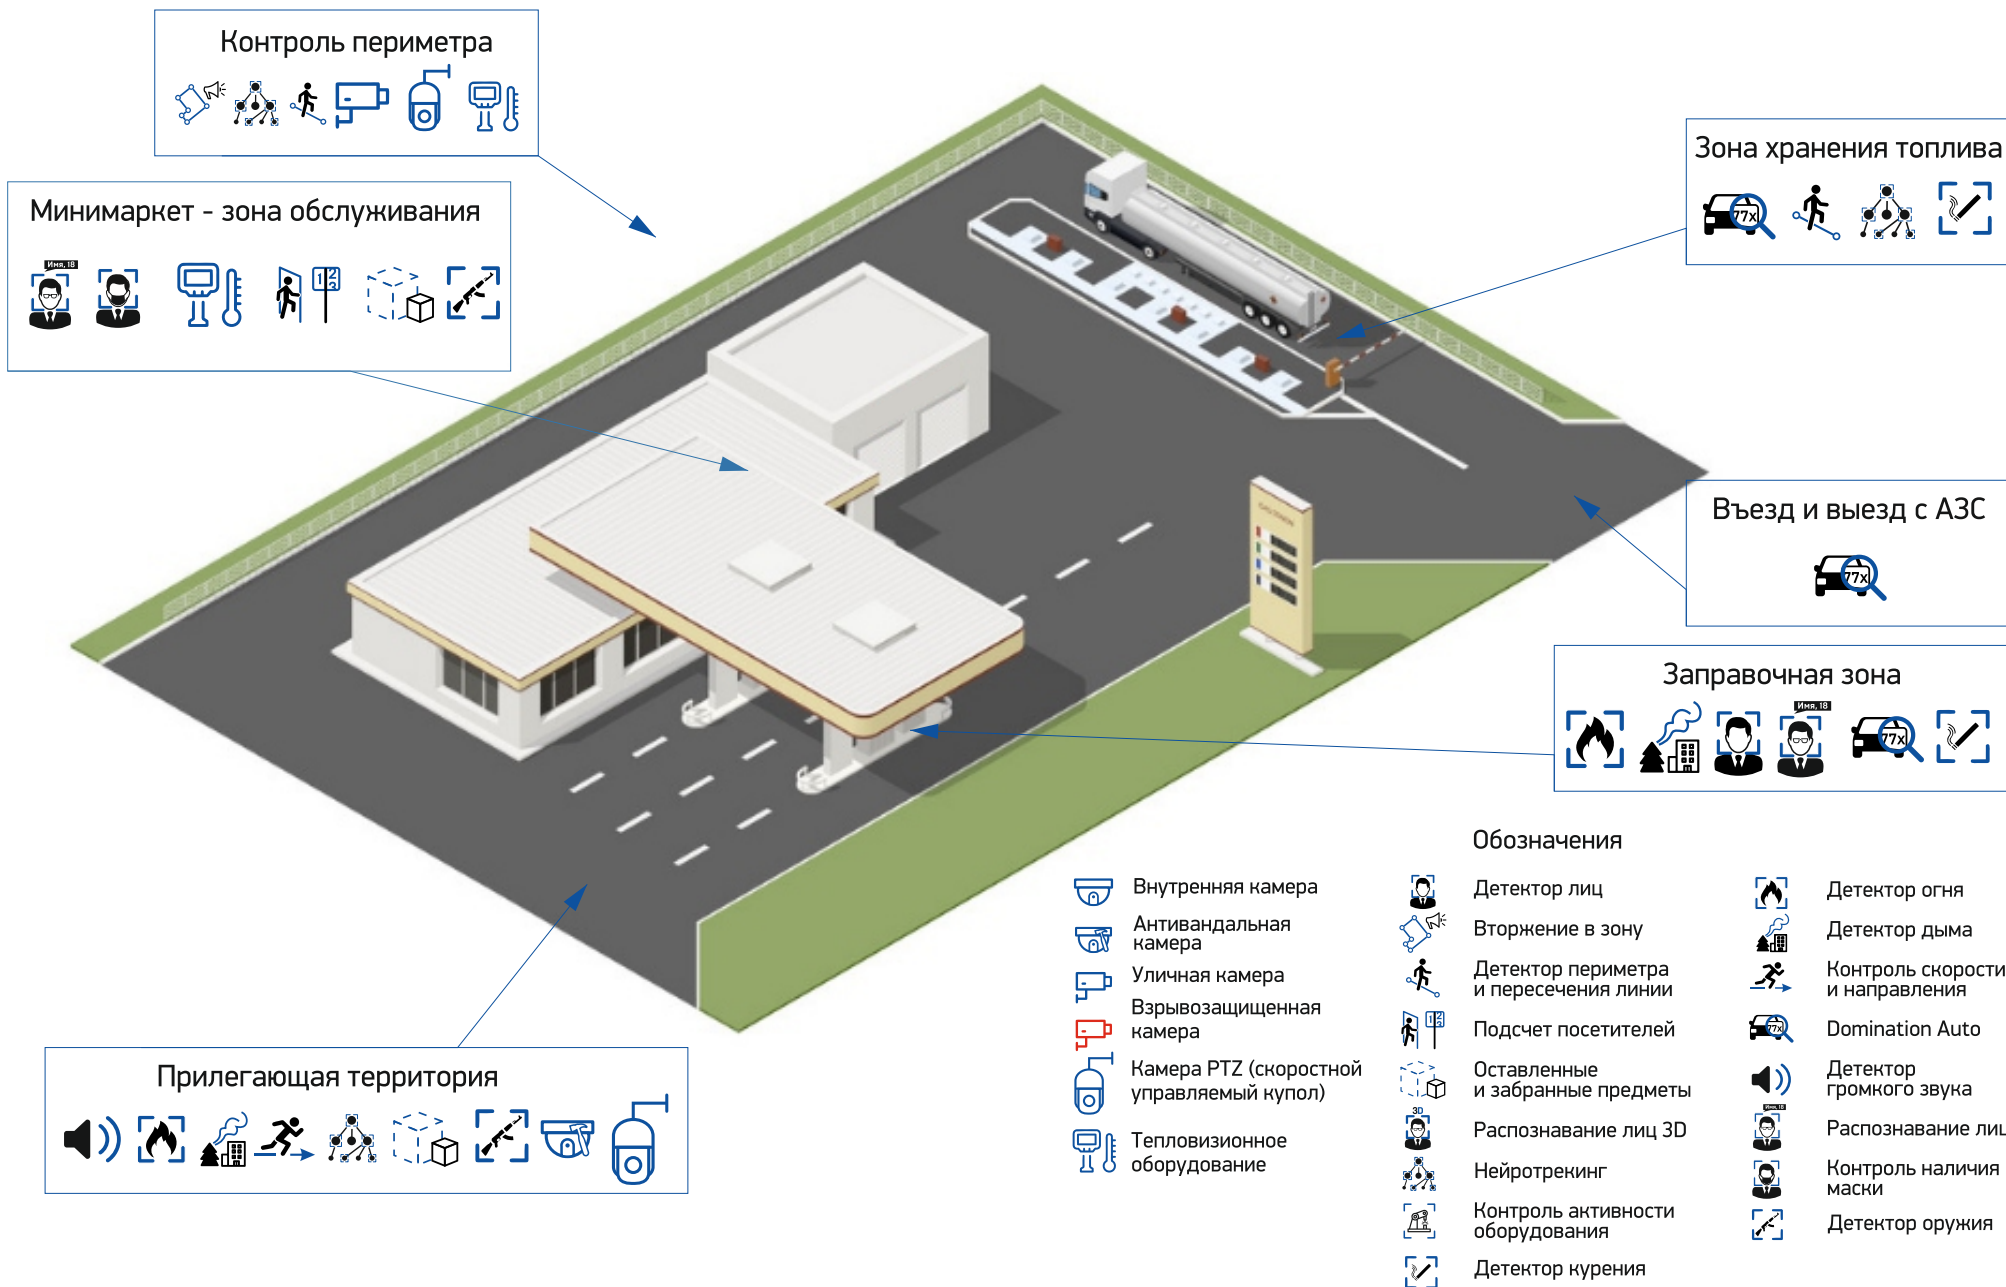 Контроль периметра
Зона хранения топлива
77x
Минимаркет - зона обслуживания
Имя, 18
12
Въезд и выезд с АЗС
77x
Заправочная зона
Имя, 18
77x
Обозначения
Внутренняя камера
Антивандальная
камера
Уличная камера
Взрывозащищенная
камера
Камера PTZ (скоростной
управляемый купол)
Тепловизионное
оборудование
Детектор лиц
Вторжение в зону
Детектор периметра
и пересечения линии
Подсчет посетителей
Оставленные
и забранные предметы
3D
Распознавание лиц 3D
Нейротрекинг
Контроль активности
оборудования
Детектор курения
Детектор огня
Детектор дыма
Контроль скорости
и направления
77x
Domination Auto
Детектор
громкого звука
Имя, 18
Распознавание лиц
Контроль наличия
маски
Детектор оружия
Прилегающая территория